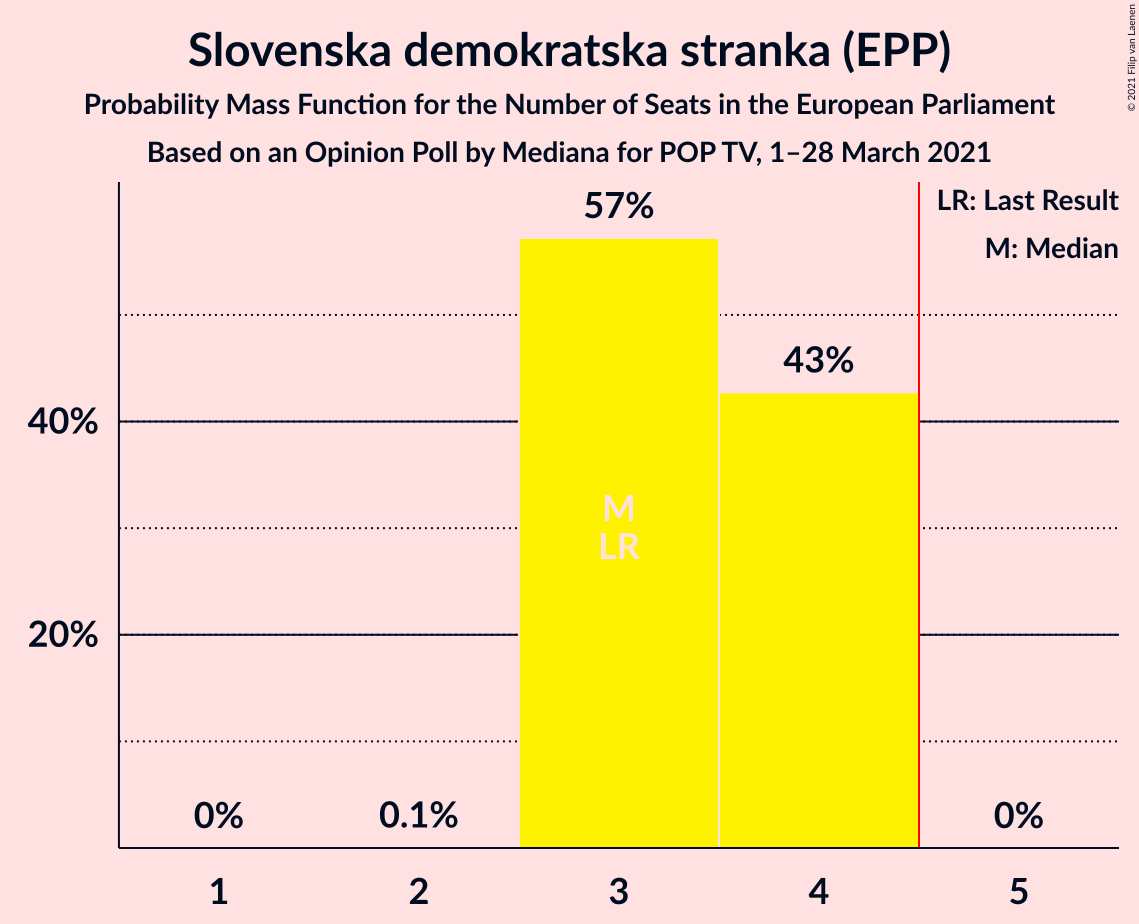 Slovenska demokratska stranka (EPP)
Probability Mass Function for the Number of Seats in the European Parliament
Based on an Opinion Poll by Mediana for POP TV, 1–28 March 2021
© 2021 Filip van Laenen
LR: Last Result
M: Median
57%
43%
40%
M
LR
20%
0%
0.1%
0%
1
2
3
4
5